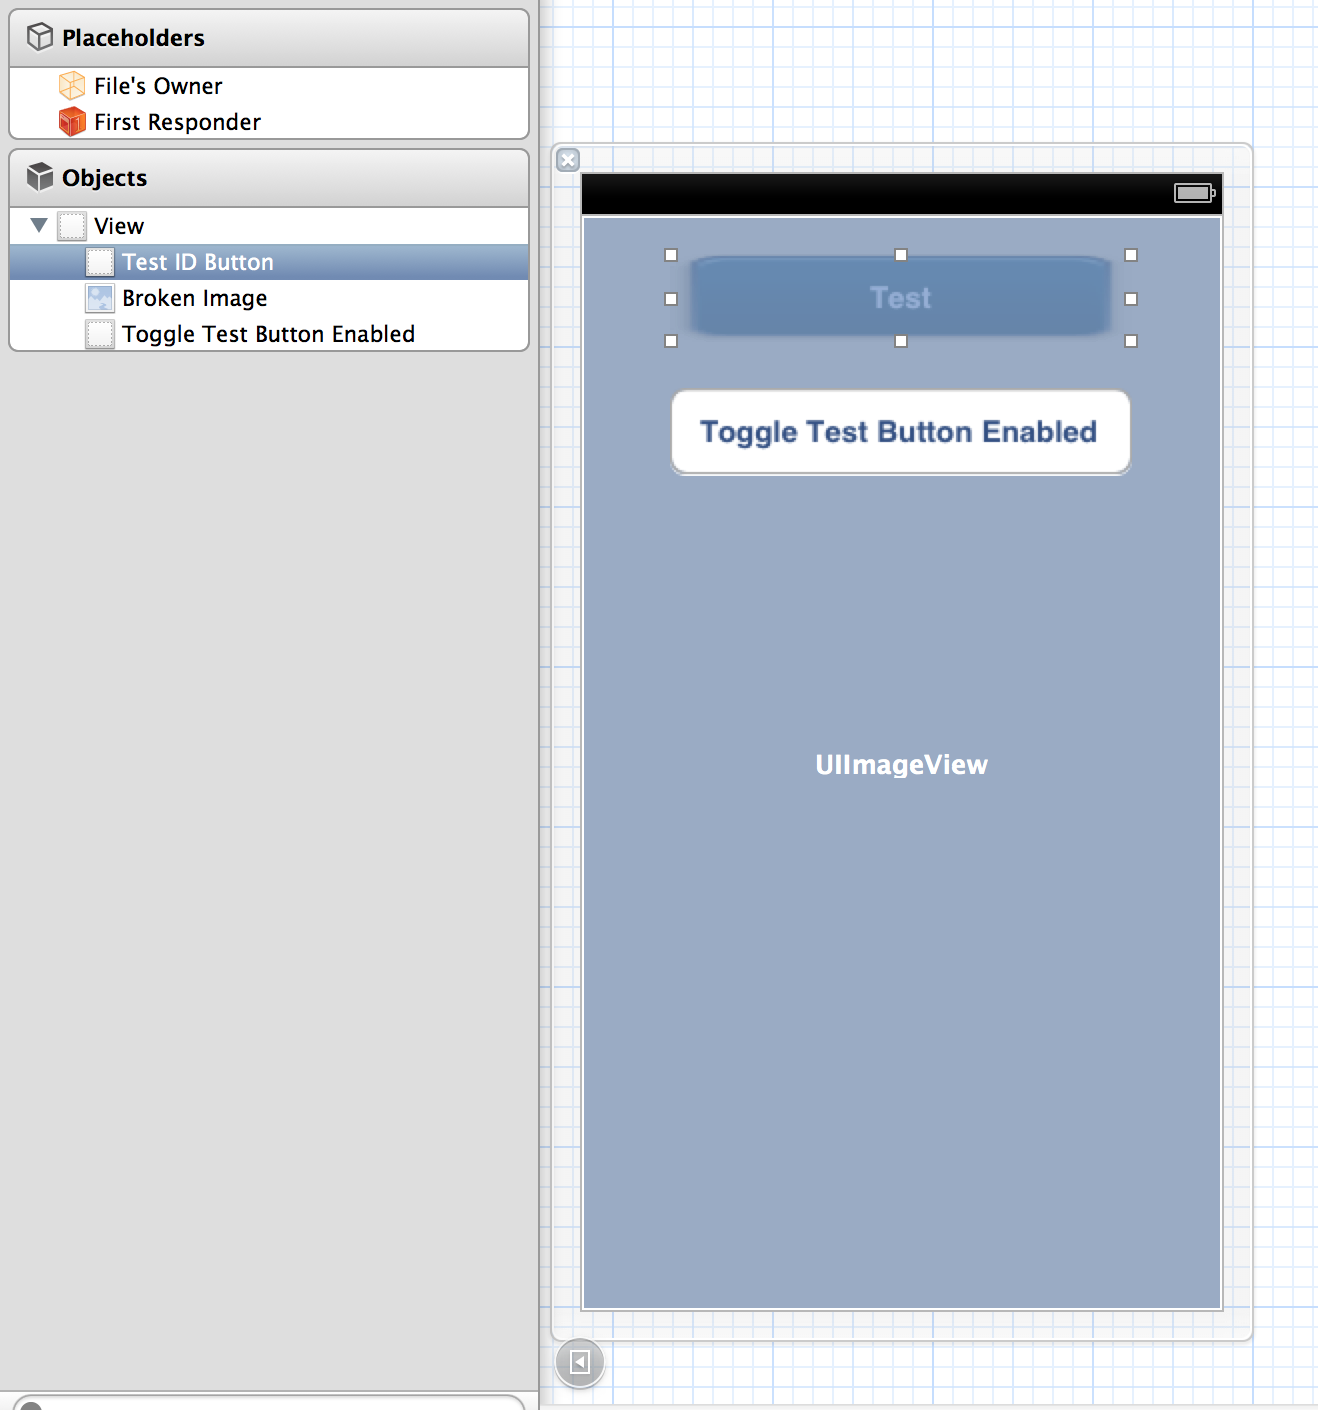 Placeholders
File's Owner
First Responder
Objects
View
Test ID Button
Broken Image
Toggle Test Button Enabled
Test
Toggle Test Button Enabled
UIImageView